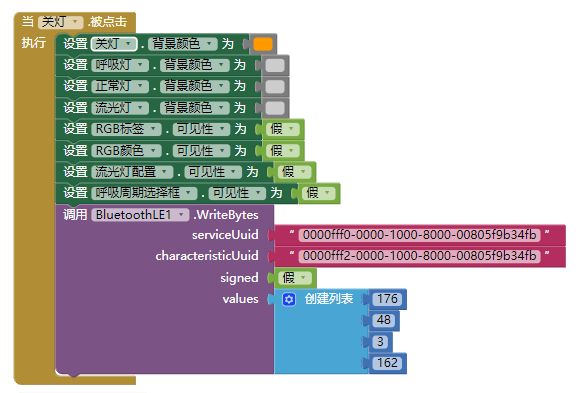 当 关灯 .被点击
执行 设置 关灯 . 背景颜色 为
设置 呼吸灯 . 背景颜色 为
设置 正常灯 . 背景颜色 为
设置 流光灯 . 背景颜色 为
设置 RGB标签 . 可见性 为 假
设置 RGB颜色 . 可见性 为 假
设置 流光灯配置 . 可见性 为 假
设置 呼吸周期选择框 . 可见性 为 假
调用 BluetoothLE1 .WriteBytes
serviceUuid “ 0000fff0-0000-1000-8000-00805f9b34fb ”
characteristicUuid “ 0000fff2-0000-1000-8000-00805f9b34fb ”
signed 假
values 创建列表 176
48
3
162